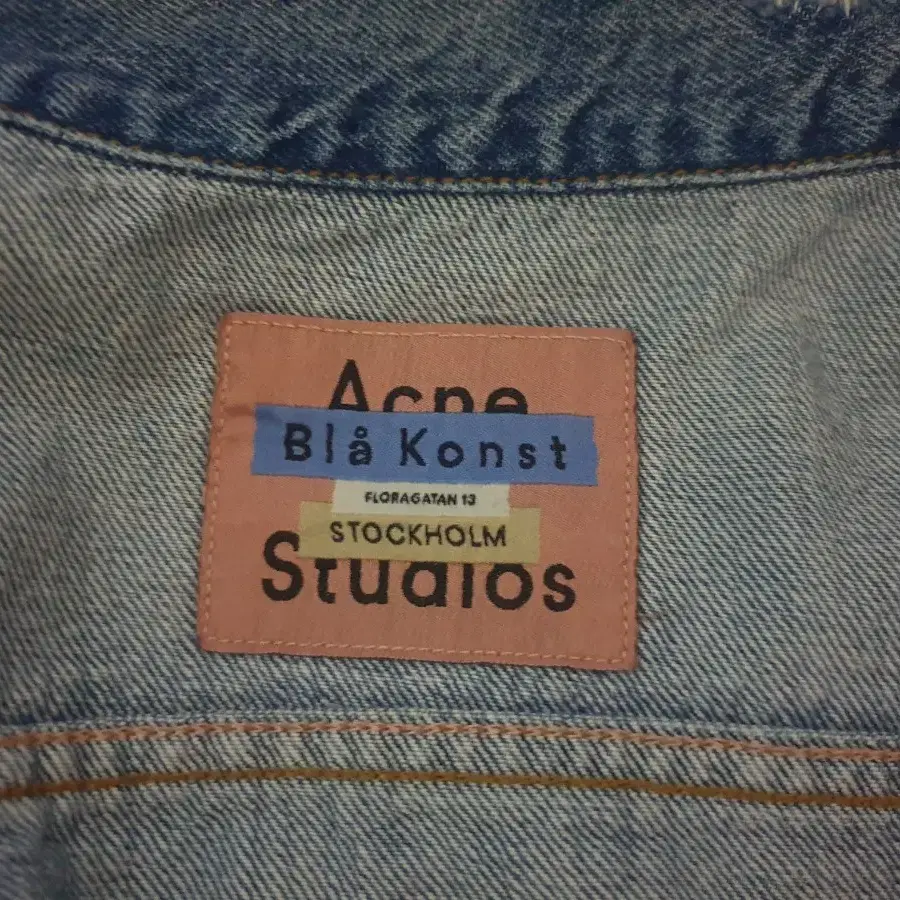 Acne
Blå Konst
FLORAGATAN 13
STOCKHOLM
Studios